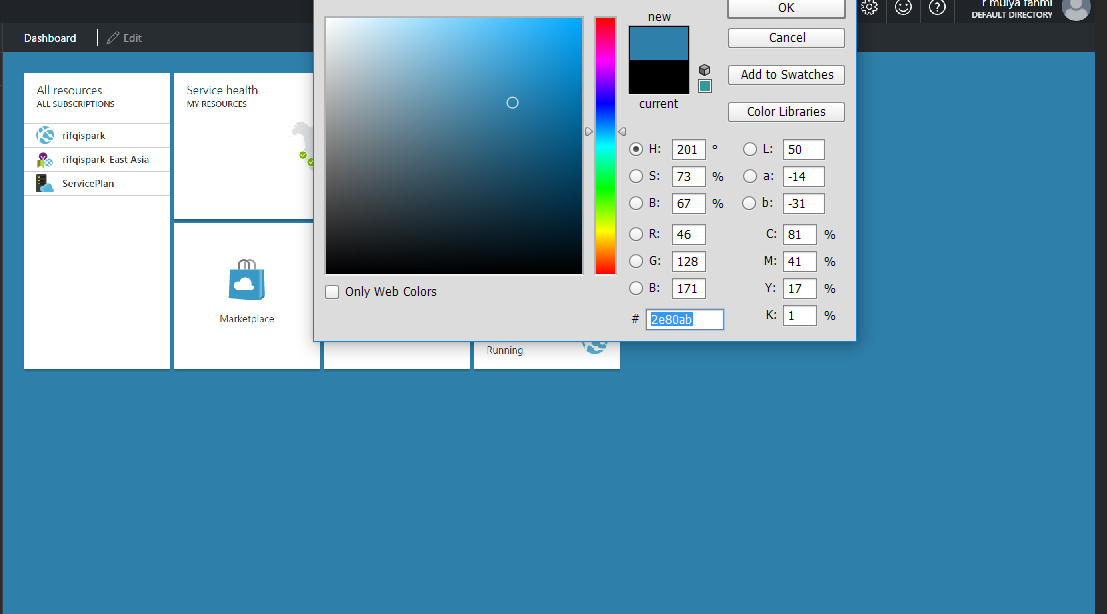 r mulya fahmi
DEFAULT DIRECTORY
Dashboard
Edit
All resources
ALL SUBSCRIPTIONS
rifqispark
rifqispark East Asia
ServicePlan
Service health
MY RESOURCES
Marketplace
Running
new
current
OK
Cancel
Add to Swatches
Color Libraries
H: 201 °
S: 73 %
B: 67 %
R: 46
G: 128
B: 171
# 2e80ab
L: 50
a: -14
b: -31
C: 81 %
M: 41 %
Y: 17 %
K: 1 %
Only Web Colors